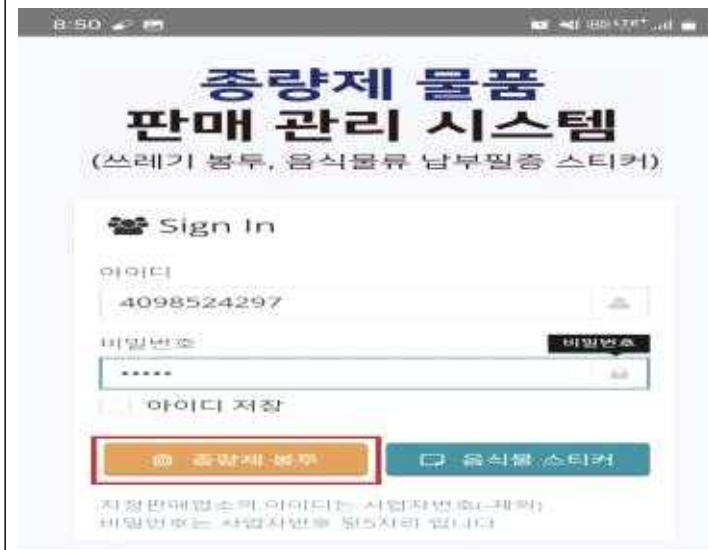 8:50
종량제 물품
판매 관리 시스템
(쓰레기 봉투, 음식물류 납부필증 스티커)
Sign In
아이디
4098524297
비밀번호
비밀번호
•••••
아이디 저장
종량제 봉투
음식물 스티커
지정판매업소의 아이디는 사업자번호(-제외)
비밀번호는 사업자번호 뒷5자리 입니다